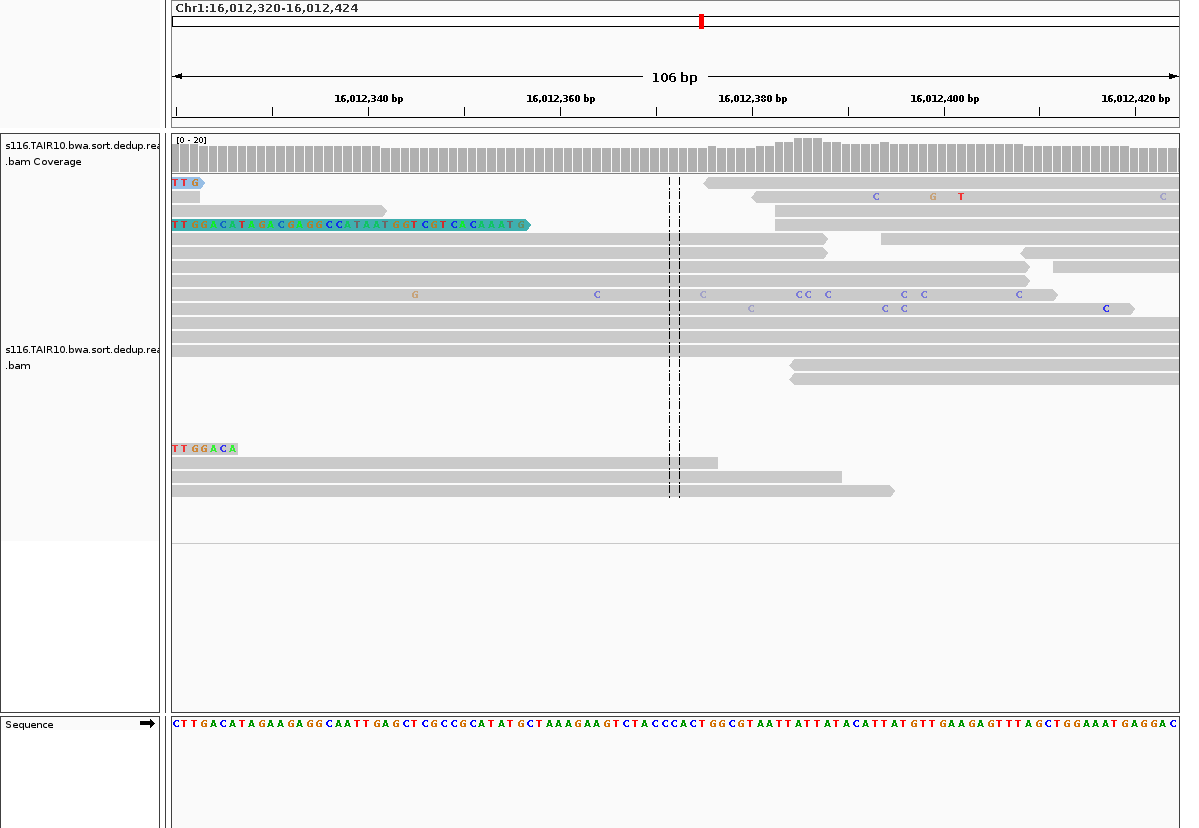 Chr1:16,012,320-16,012,424
106 bp
16,012,340 bp 16,012,360 bp 16,012,380 bp 16,012,400 bp 16,012,420 bp
s116.TAIR10.bwa.sort.dedup.rea
.bam Coverage
[0 - 20]
TTG
C G T C
G C C CC C C C C
C C C C
s116.TAIR10.bwa.sort.dedup.rea
.bam
TTGGACA
Sequence
CTTGACATAGAAGAGGCAATTGAGCTCGCCGCATATGCTAAAGAAGTCTACCCACTGGCGTAATTATTATACATTATGTTGAAGAGTTTAGCTGGAAATGAGGAC